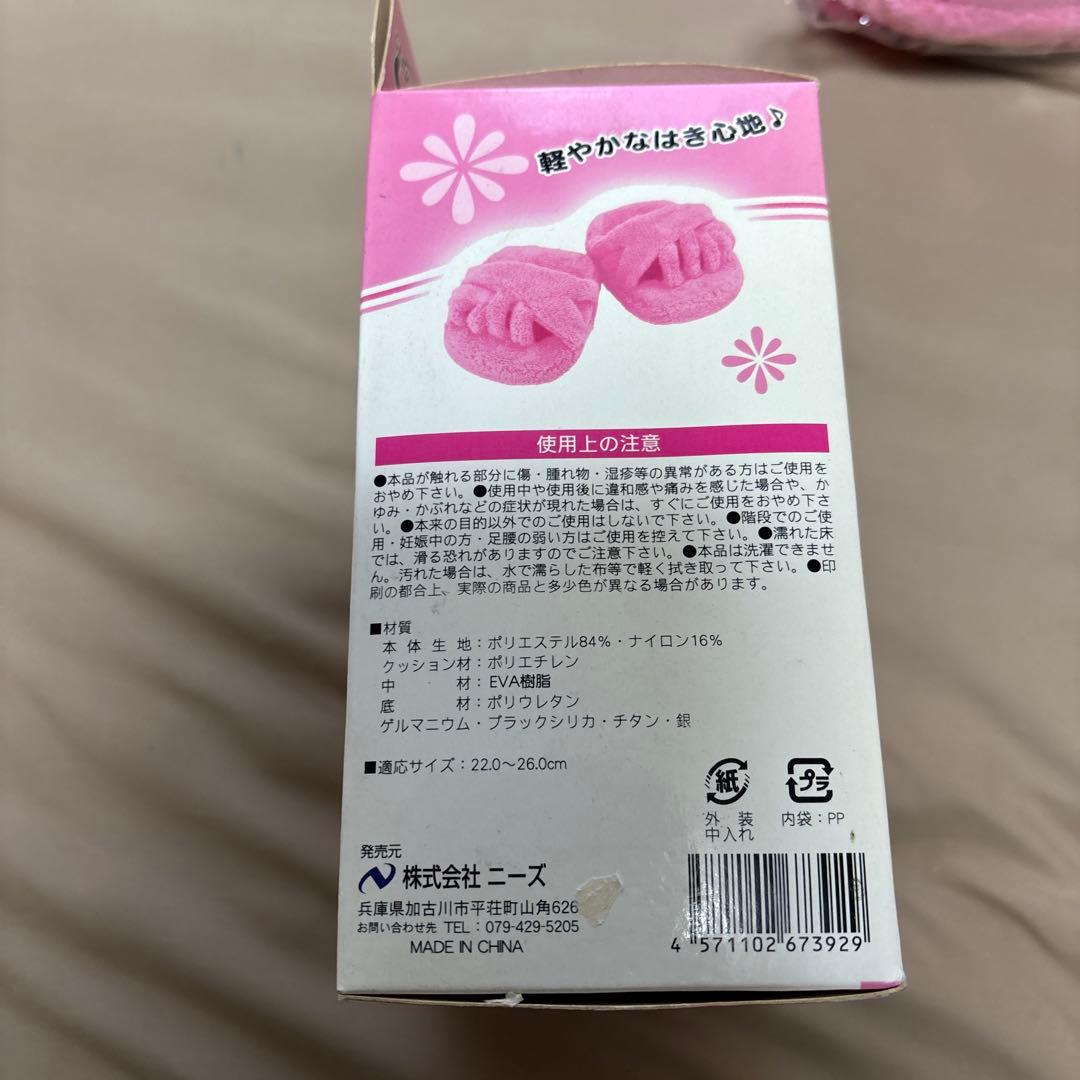 軽やかなはき心地♪
使用上の注意
●本品が触れる部分に傷・腫れ物・湿疹等の異常がある方はご使用を
おやめ下さい。●使用中や使用後に違和感や痛みを感じた場合や、か
ゆみ・かぶれなどの症状が現れた場合は、すぐにご使用をおやめ下さ
い。●本来の目的以外でのご使用はしないで下さい。●階段でのご使
用・妊娠中の方・足腰の弱い方はご使用を控えて下さい。●濡れた床
では、滑る恐れがありますのでご注意下さい。●本品は洗濯できませ
ん。汚れた場合は、水で濡らした布等で軽く拭き取って下さい。●印
刷の都合上、実際の商品と多少色が異なる場合があります。
■材質
本体生地：ポリエステル84%・ナイロン16%
クッション材：ポリエチレン
中材：EVA樹脂
底材：ポリウレタン
ゲルマニウム・ブラックシリカ・チタン・銀
■適応サイズ：22.0〜26.0cm
紙
プラ
外装
中入れ
内袋：PP
発売元
株式会社 ニーズ
兵庫県加古川市平荘町山角626
お問い合わせ先 TEL：079-429-5205
MADE IN CHINA
4 571102 673929